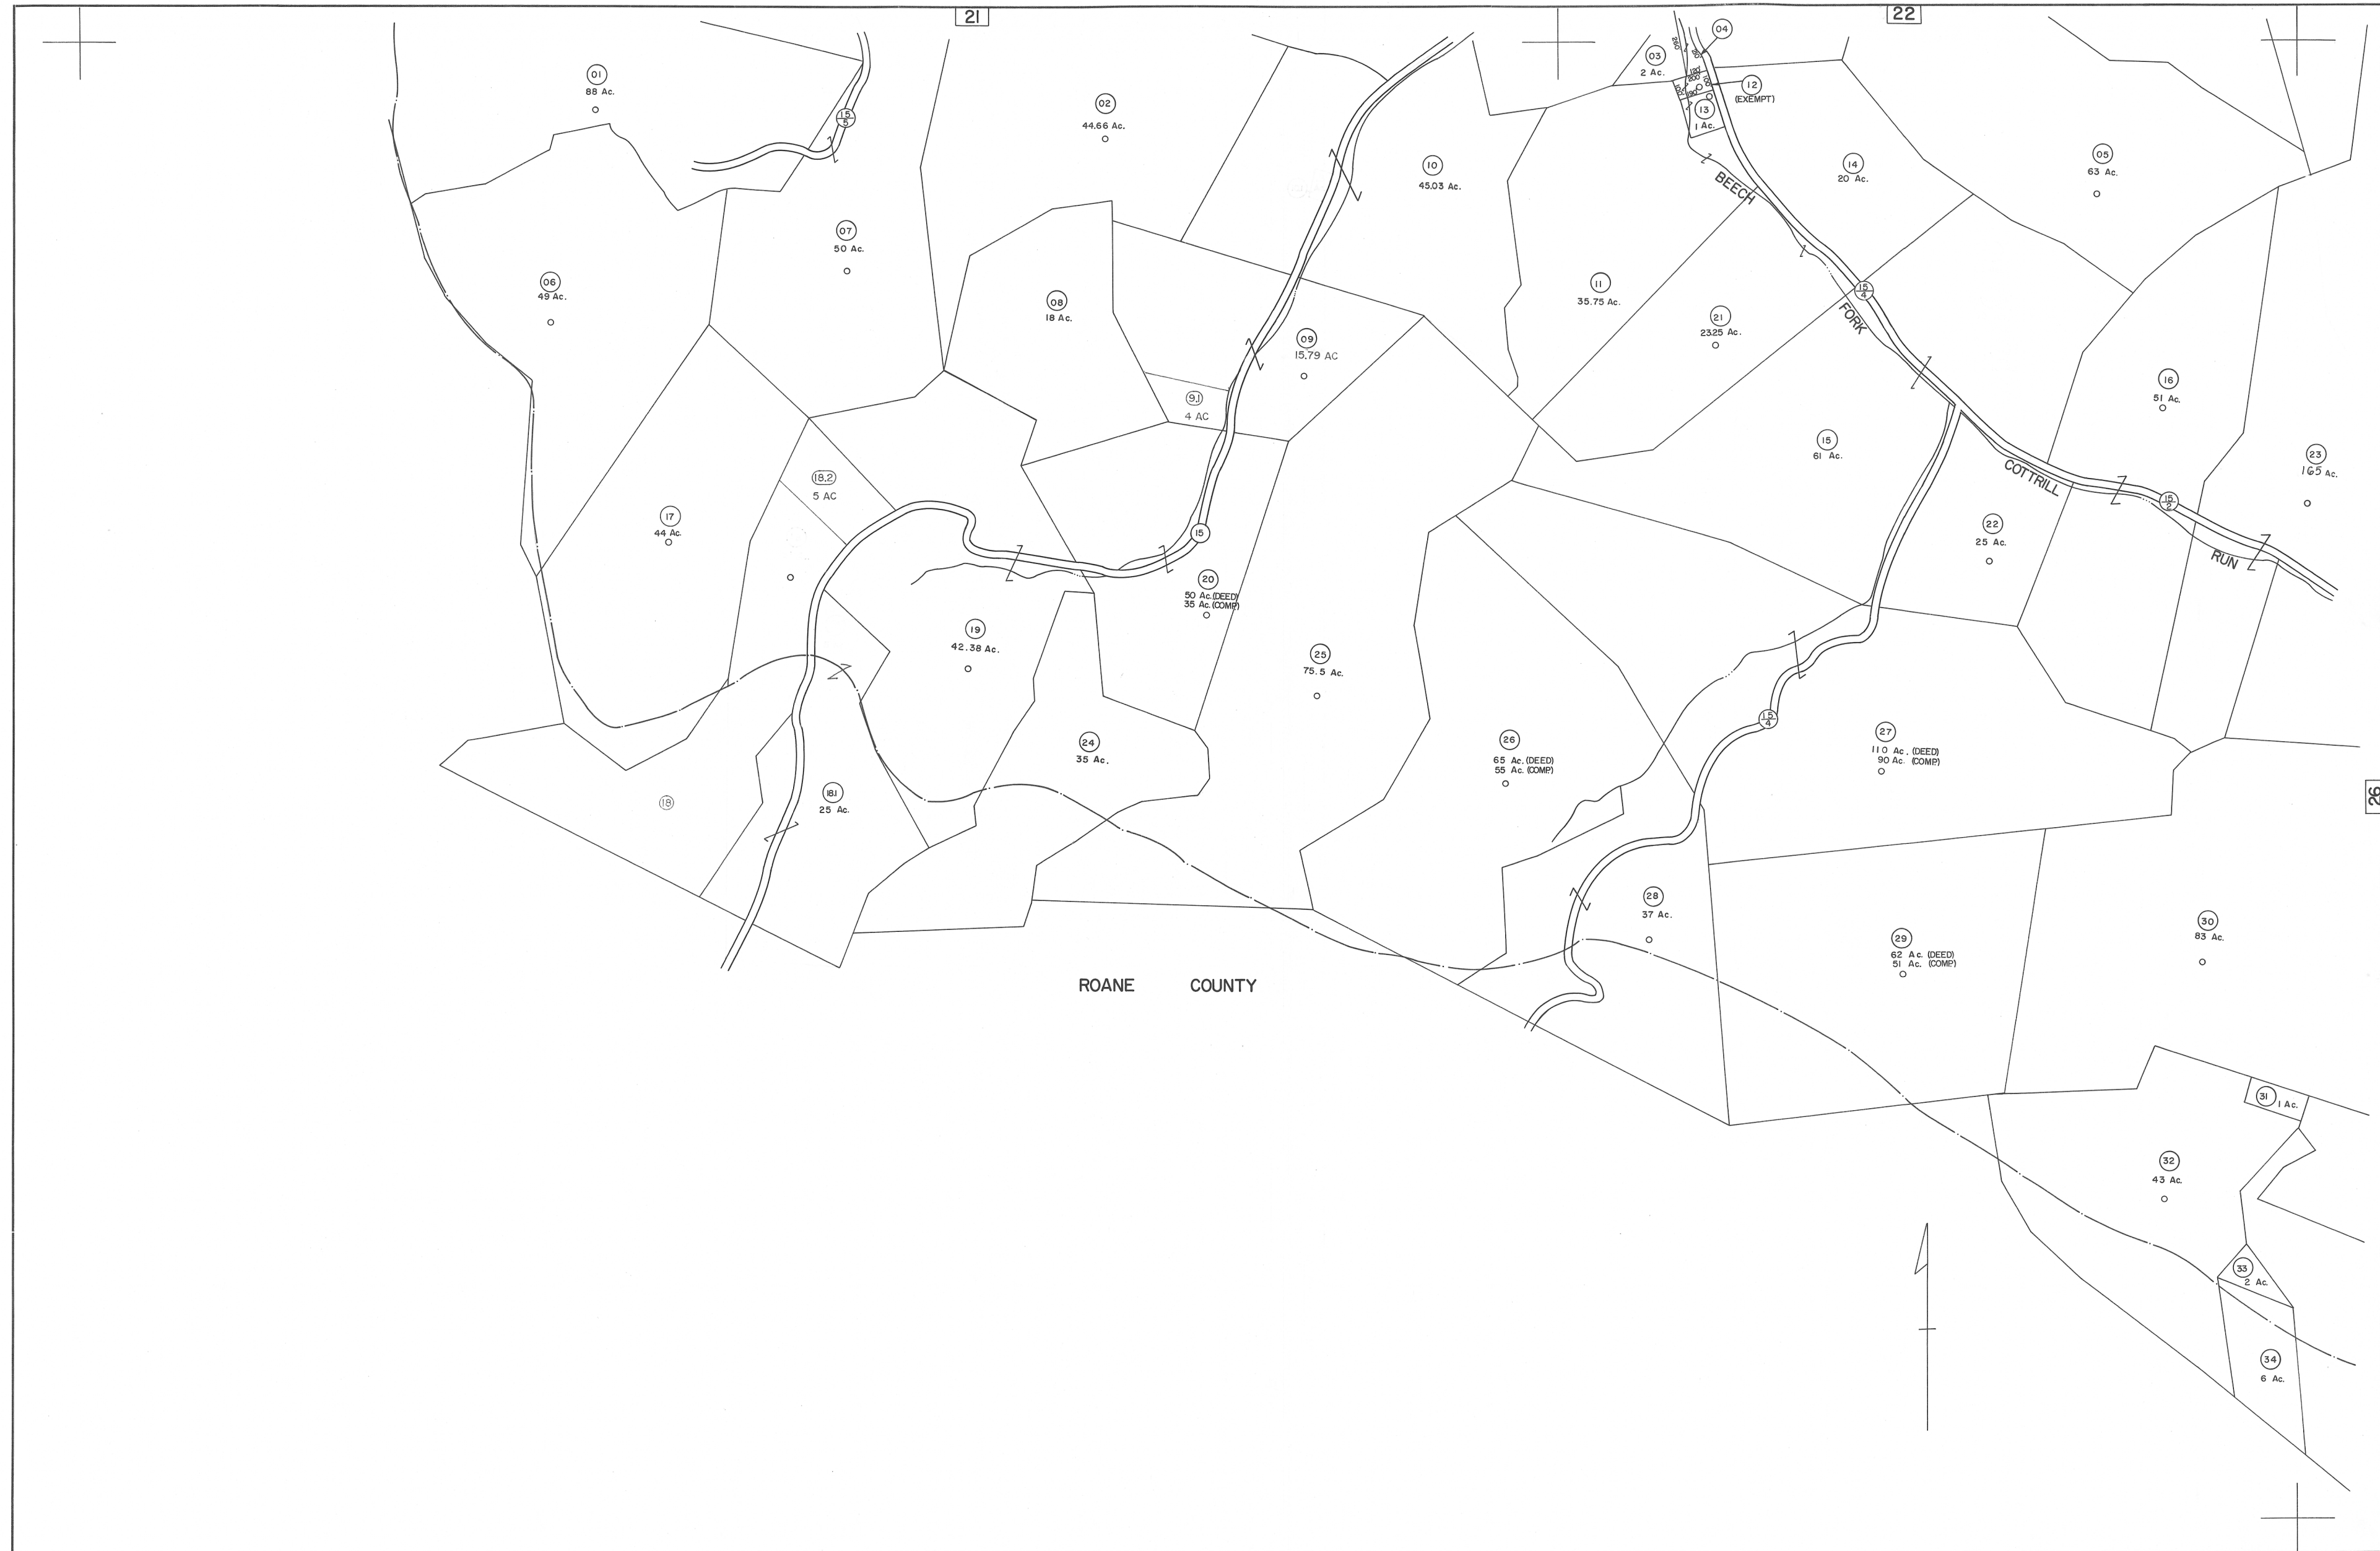 21
22
01
88 Ac.
15
5
02
44.66 Ac.
10
45.03 Ac.
03
2 Ac.
04
12
(EXEMPT)
13
1 Ac.
BEECH
14
20 Ac.
05
63 Ac.
06
49 Ac.
07
50 Ac.
08
18 Ac.
09
15.79 AC
9.1
4 AC
11
35.75 Ac.
21
23.25 Ac.
FORK
15
4
16
51 Ac.
15
61 Ac.
COTTRILL
23
165 Ac.
15
2
RUN
22
25 Ac.
17
44 Ac.
18.2
5 AC
15
20
50 Ac. (DEED)
35 Ac. (COMP.)
19
42.38 Ac.
25
75.5 Ac.
24
35 Ac.
26
65 Ac. (DEED)
55 Ac. (COMP.)
15
4
27
110 Ac. (DEED)
90 Ac. (COMP.)
26
18
18.1
25 Ac.
28
37 Ac.
29
62 Ac. (DEED)
51 Ac. (COMP.)
30
83 Ac.
ROANE COUNTY
31
1 Ac.
32
43 Ac.
33
2 Ac.
34
6 Ac.